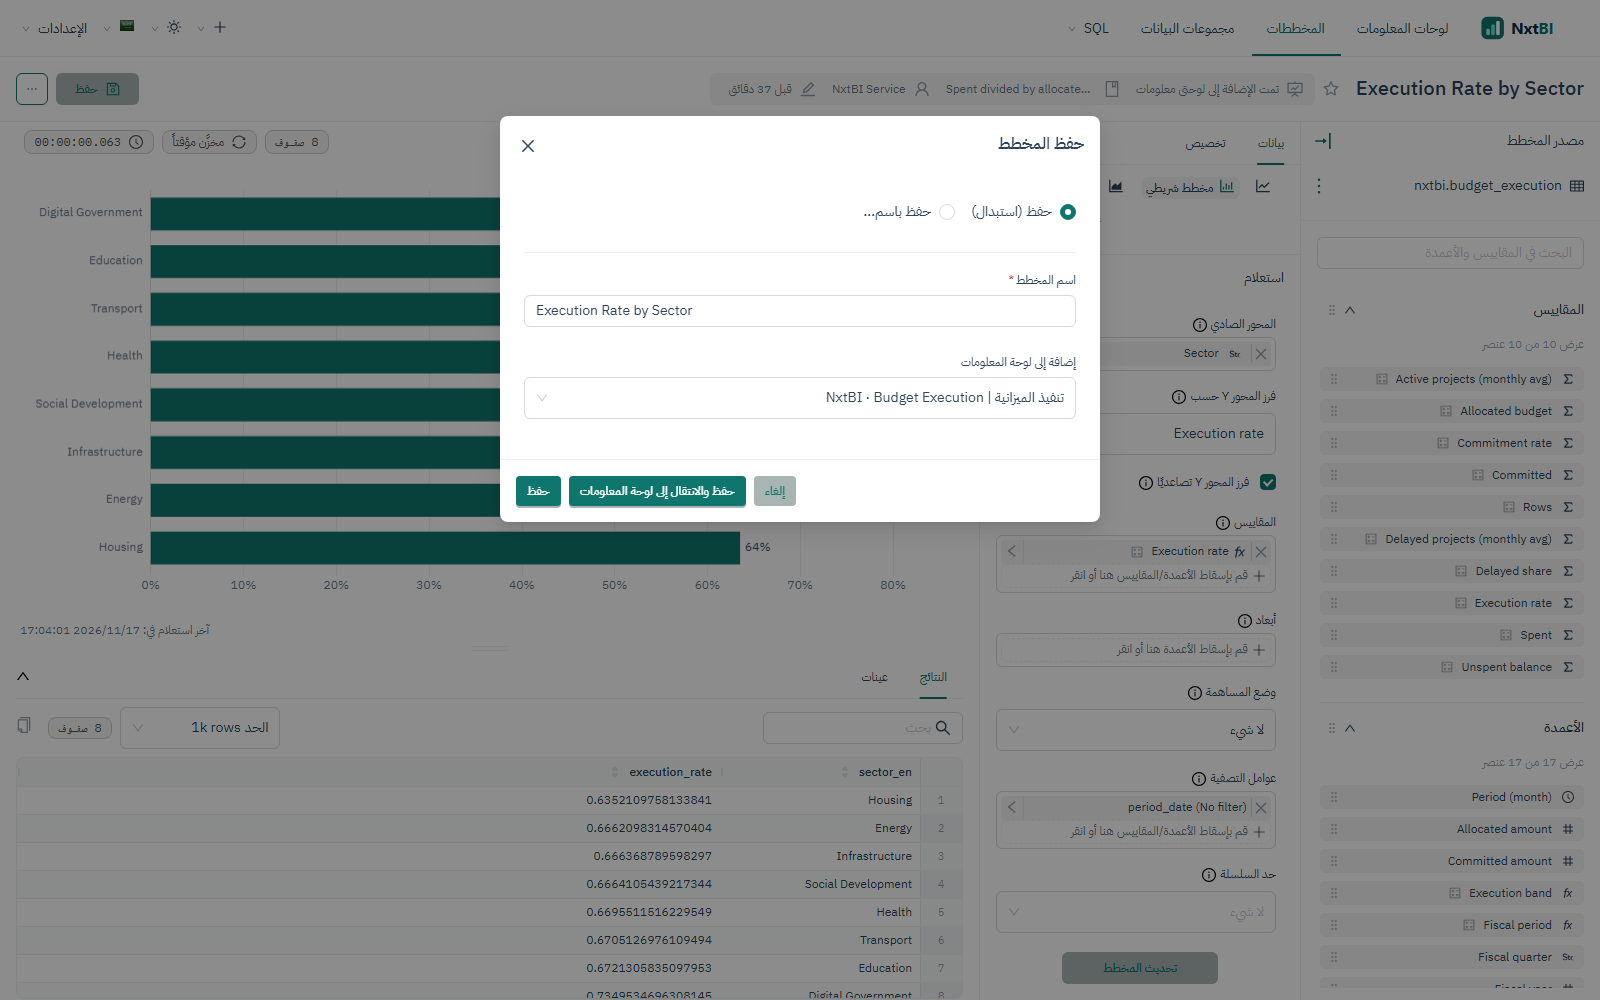 NxtBI
لوحات المعلومات
المخططات
مجموعات البيانات
SQL
الإعدادات
Execution Rate by Sector
تمت الإضافة إلى لوحتي معلومات
Spent divided by allocate...
NxtBI Service
قبل 37 دقائق
حفظ
...
مصدر المخطط
nxtbi.budget_execution
البحث في المقاييس والأعمدة
المقاييس
عرض 10 من 10 عنصر
Active projects (monthly avg)
Allocated budget
Commitment rate
Committed
Rows
Delayed projects (monthly avg)
Delayed share
Execution rate
Spent
Unspent balance
الأعمدة
عرض 17 من 17 عنصر
Period (month)
Allocated amount
Committed amount
Execution band
Fiscal period
Fiscal quarter
Fiscal year
بيانات
تخصيص
مخطط شريطي
استعلام
المحور الصادي
Sector
فرز المحور Y حسب
Execution rate
فرز المحور Y تصاعديًا
المقاييس
Execution rate
قم بإسقاط الأعمدة/المقاييس هنا أو انقر
أبعاد
قم بإسقاط الأعمدة هنا أو انقر
وضع المساهمة
لا شيء
عوامل التصفية
period_date (No filter)
قم بإسقاط الأعمدة/المقاييس هنا أو انقر
حد السلسلة
لا شيء
تحديث المخطط
حفظ المخطط
حفظ (استبدال)
حفظ باسم...
اسم المخطط *
Execution Rate by Sector
إضافة إلى لوحة المعلومات
NxtBI · Budget Execution | تنفيذ الميزانية
إلغاء
حفظ والانتقال إلى لوحة المعلومات
حفظ
8 صفوف
مخزَّن مؤقتاً
00:00:00.063
Digital Government
Education
Transport
Health
Social Development
Infrastructure
Energy
Housing
64%
0% 10% 20% 30% 40% 50% 60% 70% 80%
آخر استعلام في: 2026/11/17 17:04:01
النتائج
عينات
بحث
الحد 1k rows
8 صفوف
sector_en execution_rate
1 Housing 0.6352109758133841
2 Energy 0.6662098314570404
3 Infrastructure 0.666368789598297
4 Social Development 0.6664105439217344
5 Health 0.6695511516229549
6 Transport 0.6705126976109494
7 Education 0.6721305835097953
8 Digital Government 0.7349534696308145